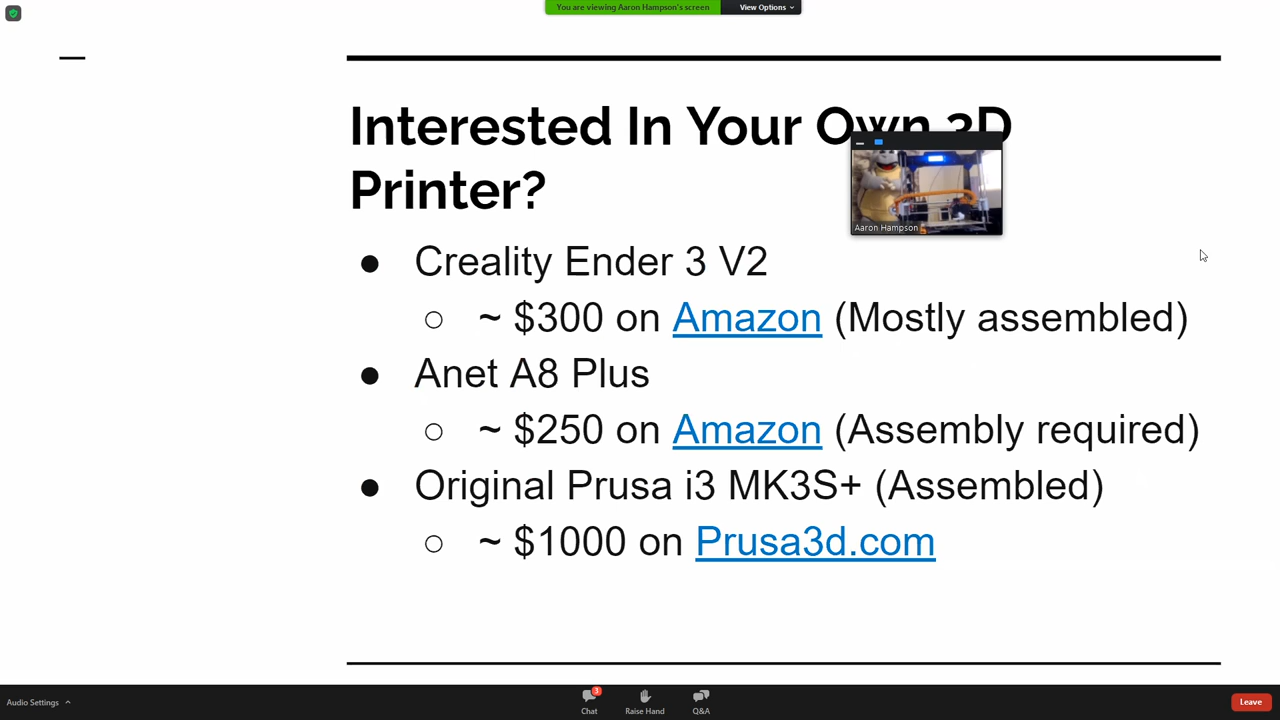 You are viewing Aaron Hampson's screen
View Options
Interested In Your Own 3D
Printer?
Aaron Hampson
● Creality Ender 3 V2
○ ~ $300 on Amazon (Mostly assembled)
● Anet A8 Plus
○ ~ $250 on Amazon (Assembly required)
● Original Prusa i3 MK3S+ (Assembled)
○ ~ $1000 on Prusa3d.com
Audio Settings
3
Chat
Raise Hand
Q&A
Leave